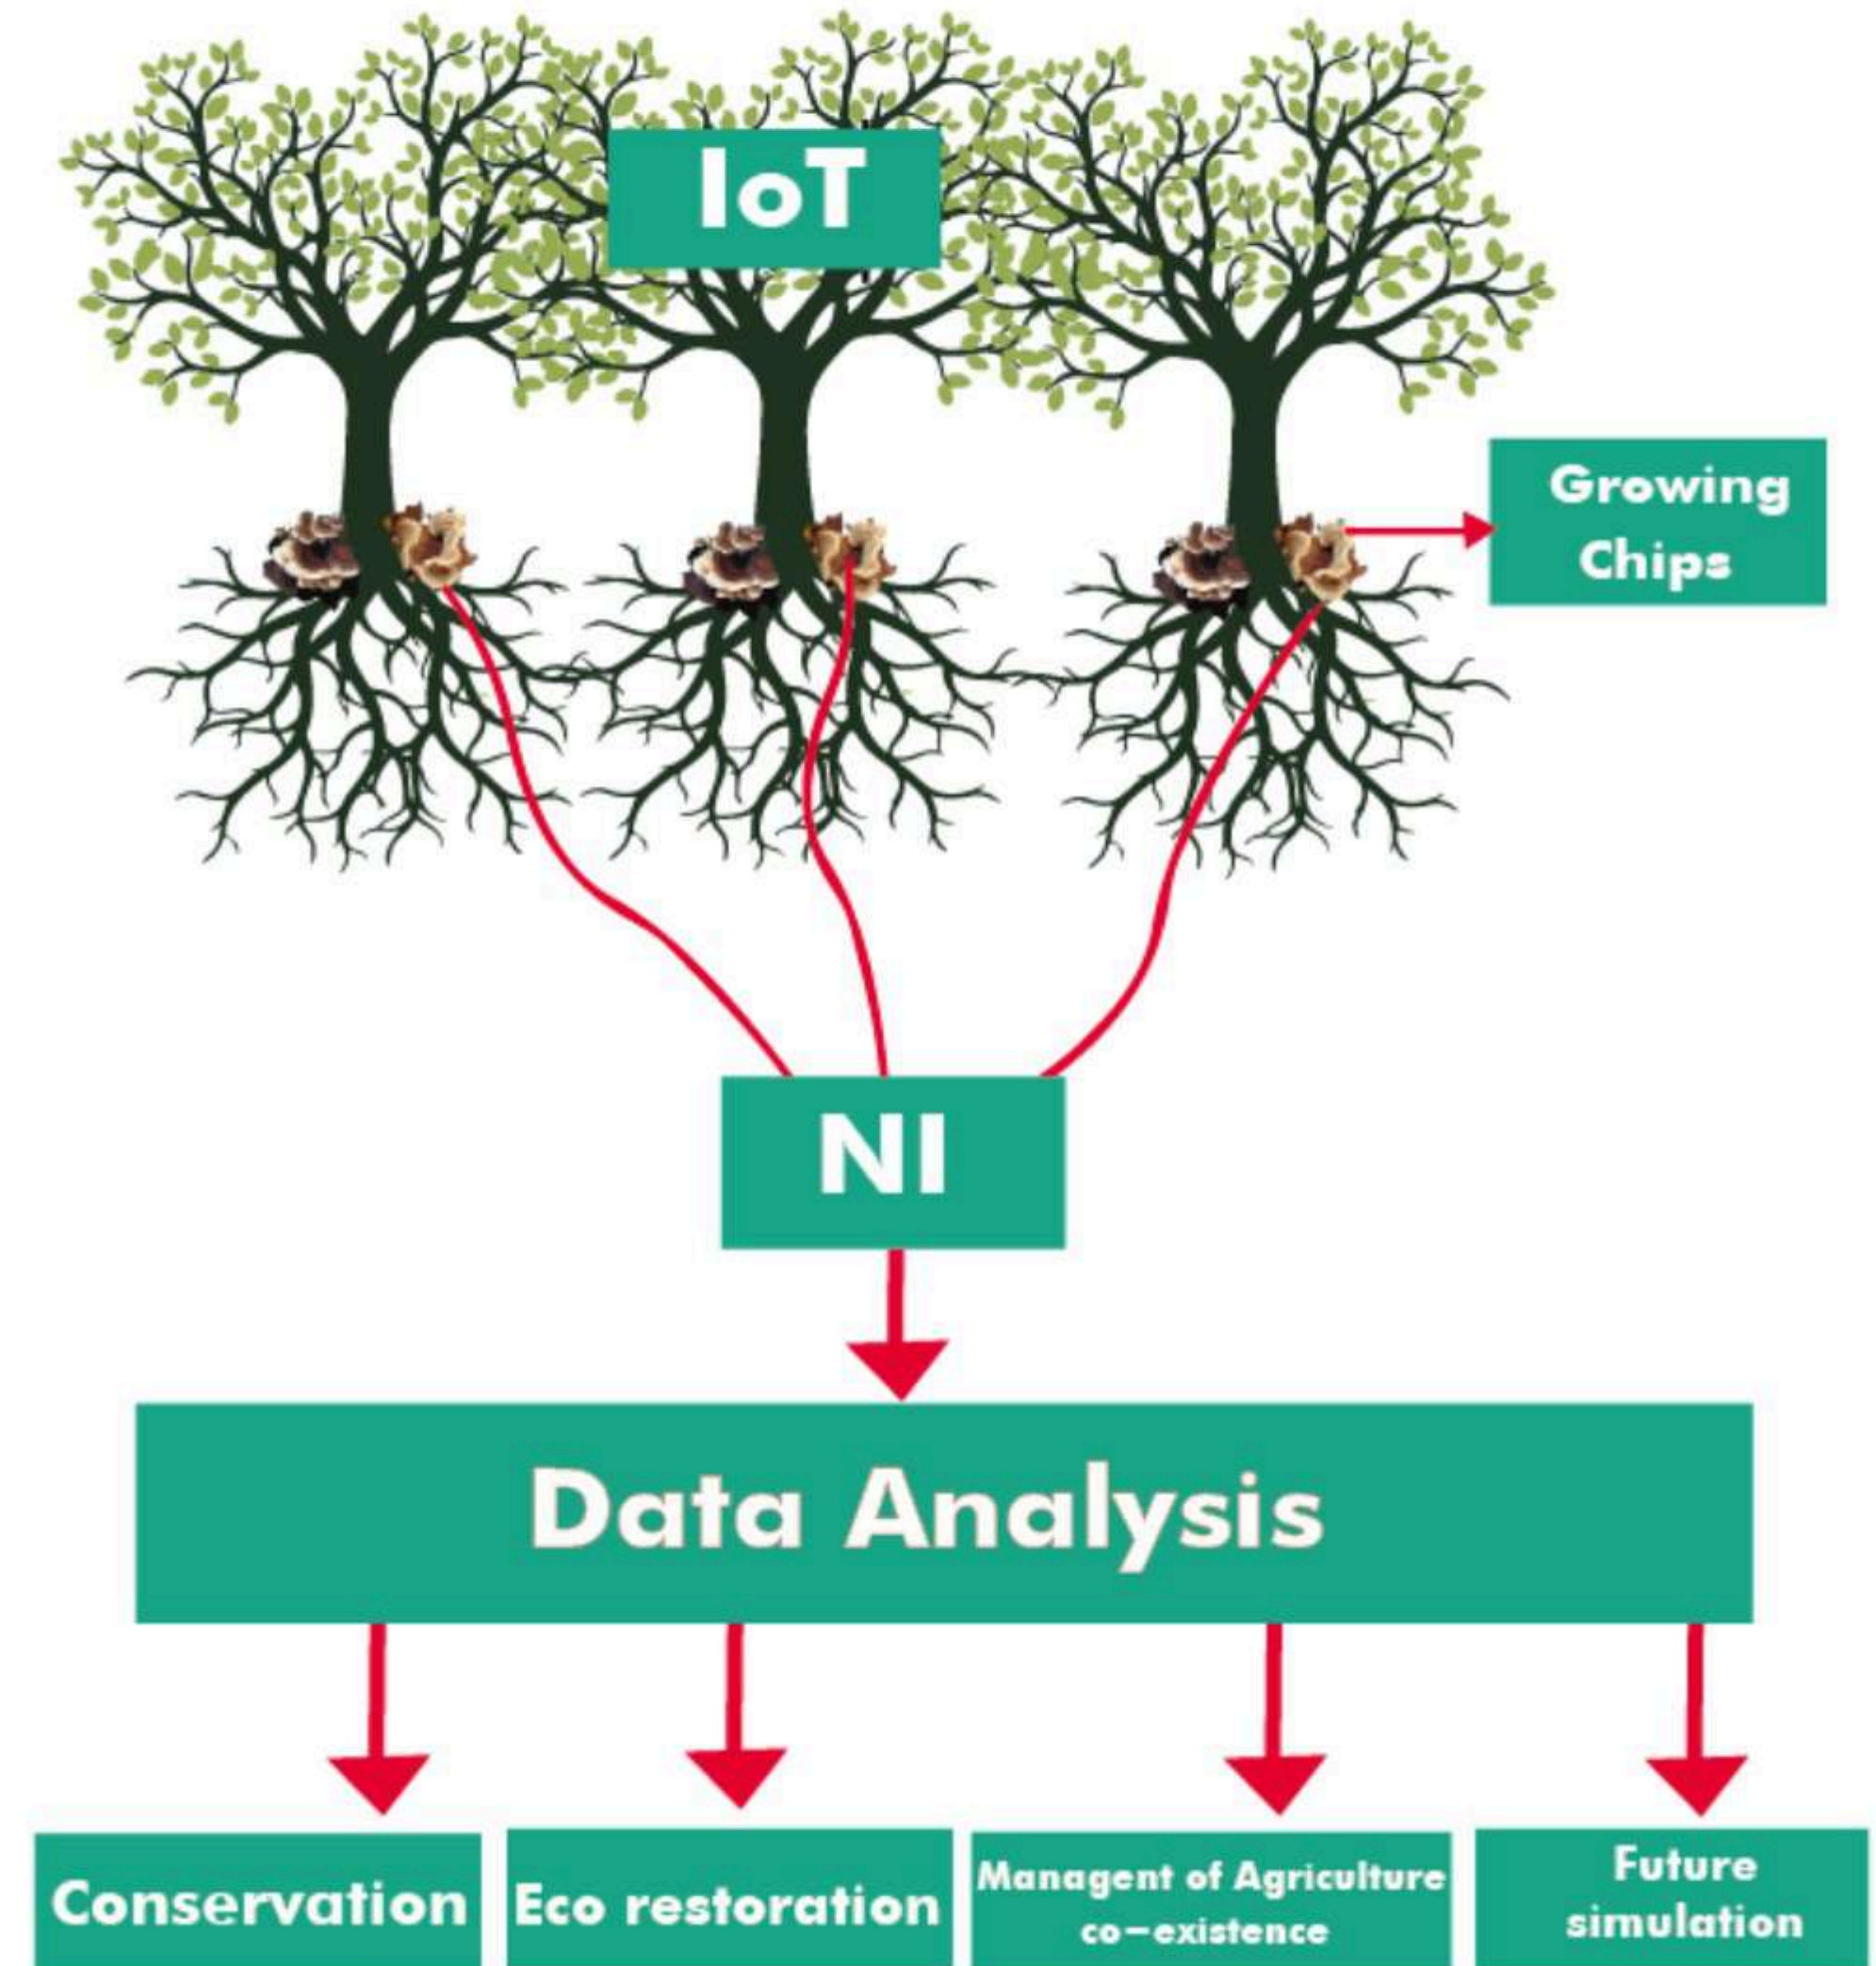 IoT
Growing
Chips
NI
Data Analysis
Conservation
Eco restoration
Managent of Agriculture
co-existence
Future
simulation